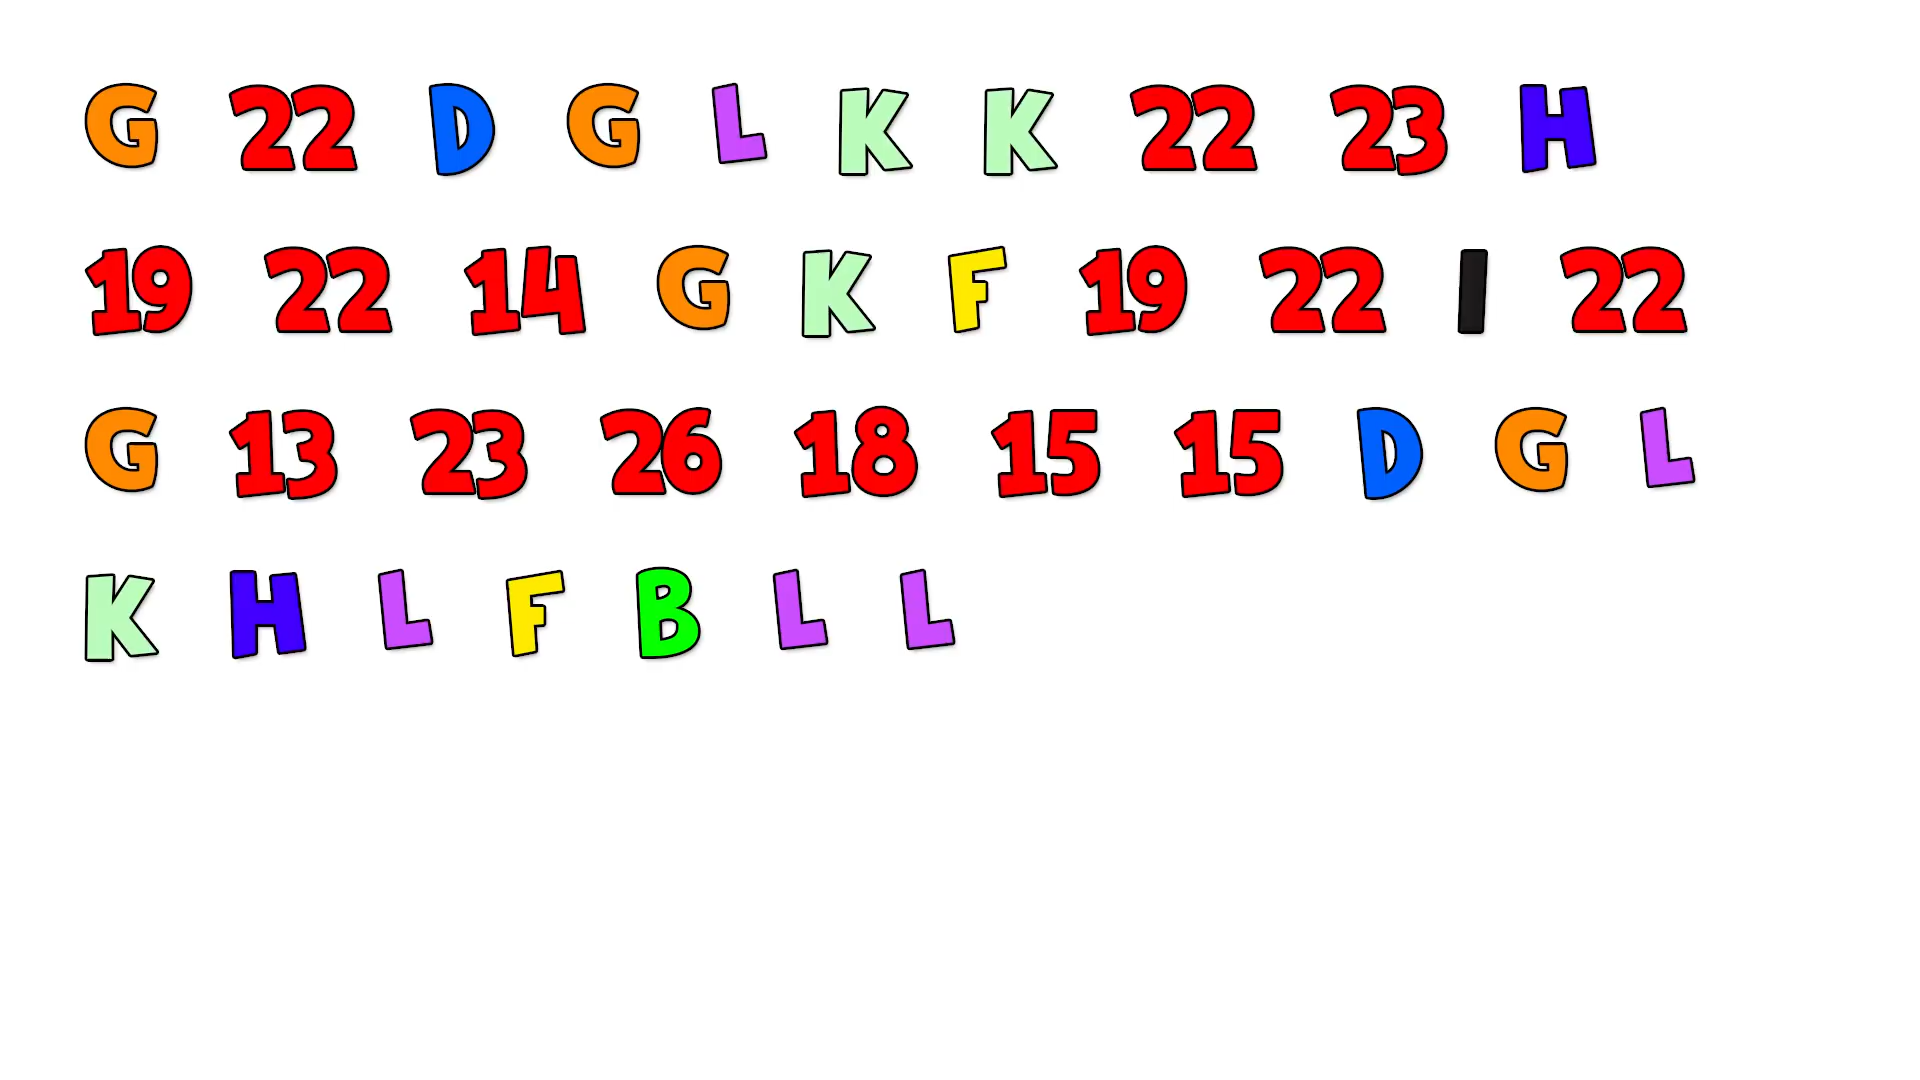 G 22 D G L K K 22 23 H
19 22 14 G K F 19 22 I 22
G 13 23 26 18 15 15 D G L
K H L F B L L